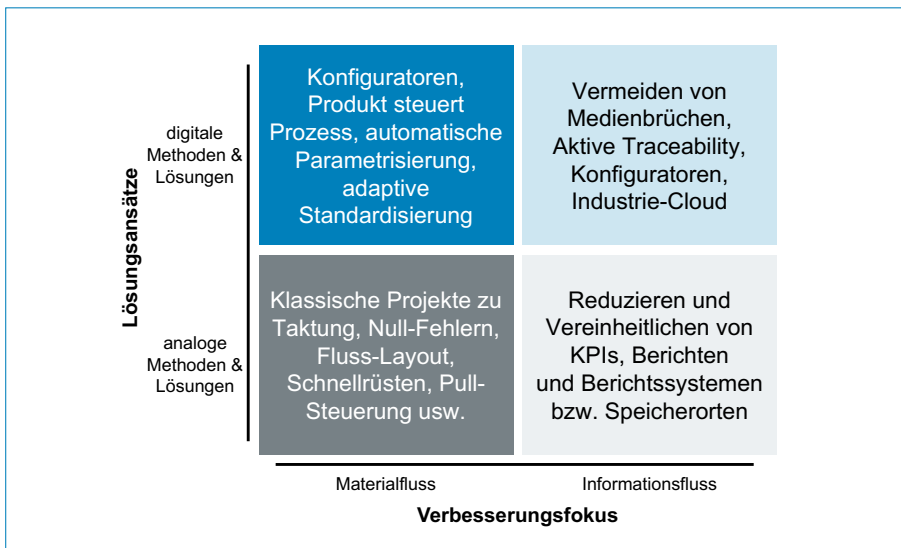 Lösungsansätze
digitale
Methoden &
Lösungen
Konfiguratoren,
Produkt steuert
Prozess, automatische
Parametrisierung,
adaptive
Standardisierung
Vermeiden von
Medienbrüchen,
Aktive Traceability,
Konfiguratoren,
Industrie-Cloud
analoge
Methoden &
Lösungen
Klassische Projekte zu
Taktung, Null-Fehlern,
Fluss-Layout,
Schnellrüsten, Pull-
Steuerung usw.
Reduzieren und
Vereinheitlichen von
KPIs, Berichten
und Berichtssystemen
bzw. Speicherorten
Materialfluss
Informationsfluss
Verbesserungsfokus